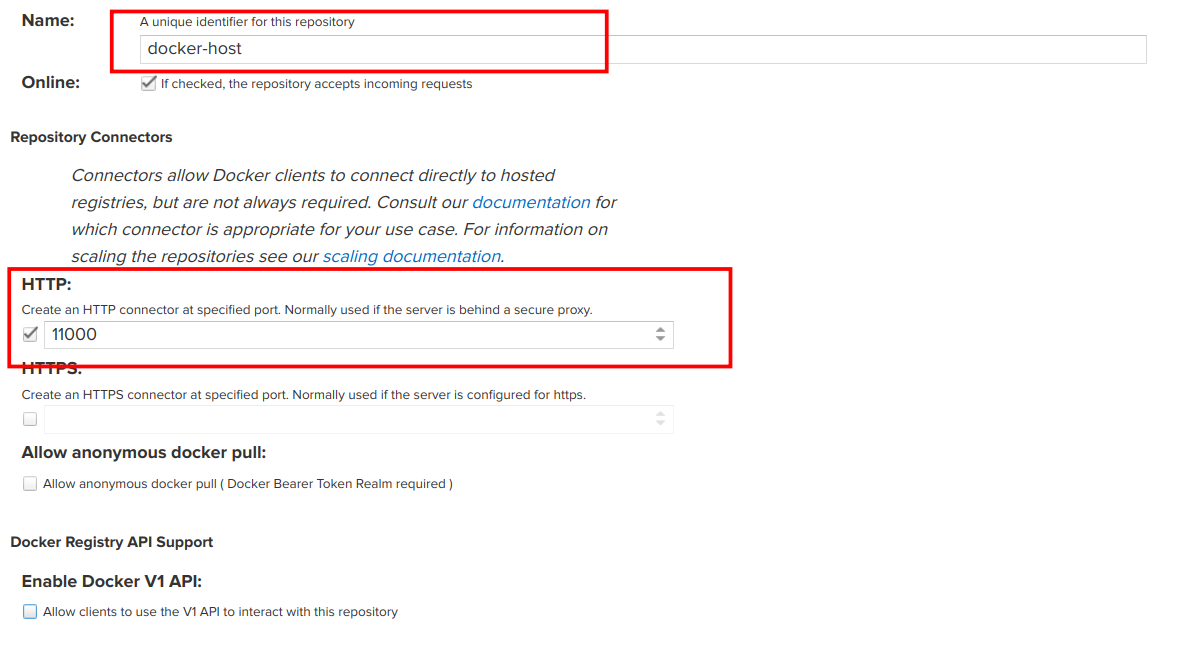 Name:
A unique identifier for this repository
docker-host
Online:
If checked, the repository accepts incoming requests
Repository Connectors
Connectors allow Docker clients to connect directly to hosted
registries, but are not always required. Consult our documentation for
which connector is appropriate for your use case. For information on
scaling the repositories see our scaling documentation.
HTTP:
Create an HTTP connector at specified port. Normally used if the server is behind a secure proxy.
11000
HTTPS:
Create an HTTPS connector at specified port. Normally used if the server is configured for https.
Allow anonymous docker pull:
Allow anonymous docker pull ( Docker Bearer Token Realm required )
Docker Registry API Support
Enable Docker V1 API:
Allow clients to use the V1 API to interact with this repository